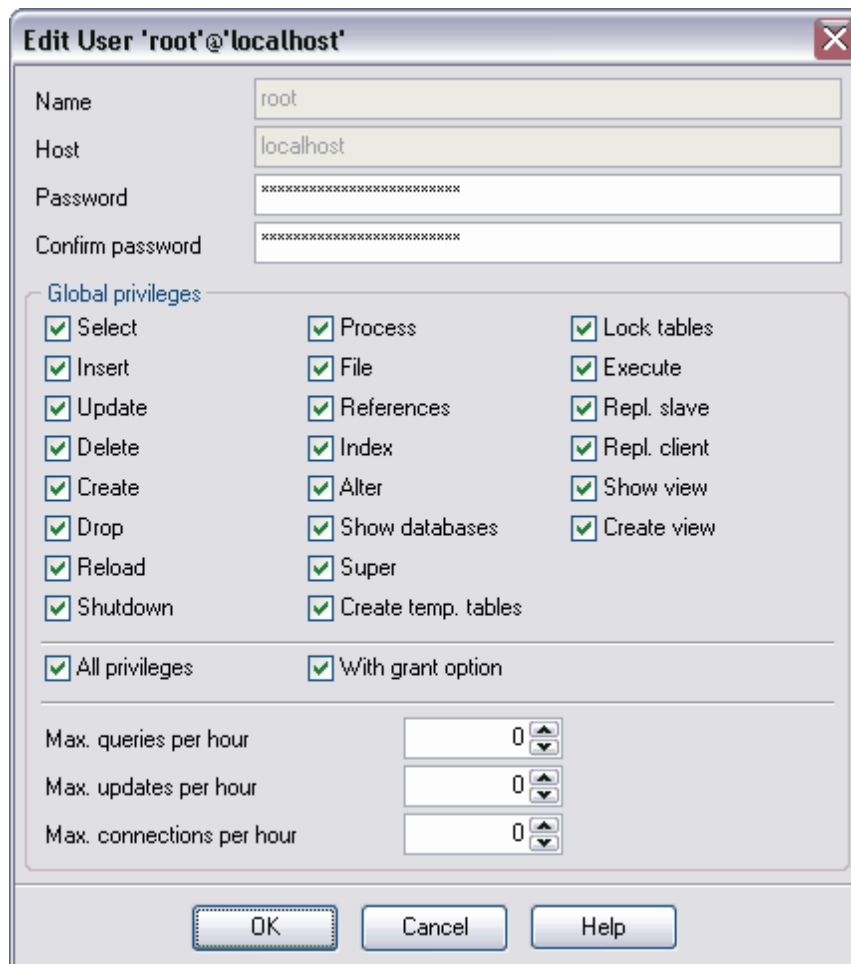 Edit User 'root'@'localhost'
Name root
Host localhost
Password *************************
Confirm password *************************
Global privileges
Select Process Lock tables
Insert File Execute
Update References Repl. slave
Delete Index Repl. client
Create Alter Show view
Drop Show databases Create view
Reload Super
Shutdown Create temp. tables
All privileges With grant option
Max. queries per hour 0
Max. updates per hour 0
Max. connections per hour 0
OK Cancel Help